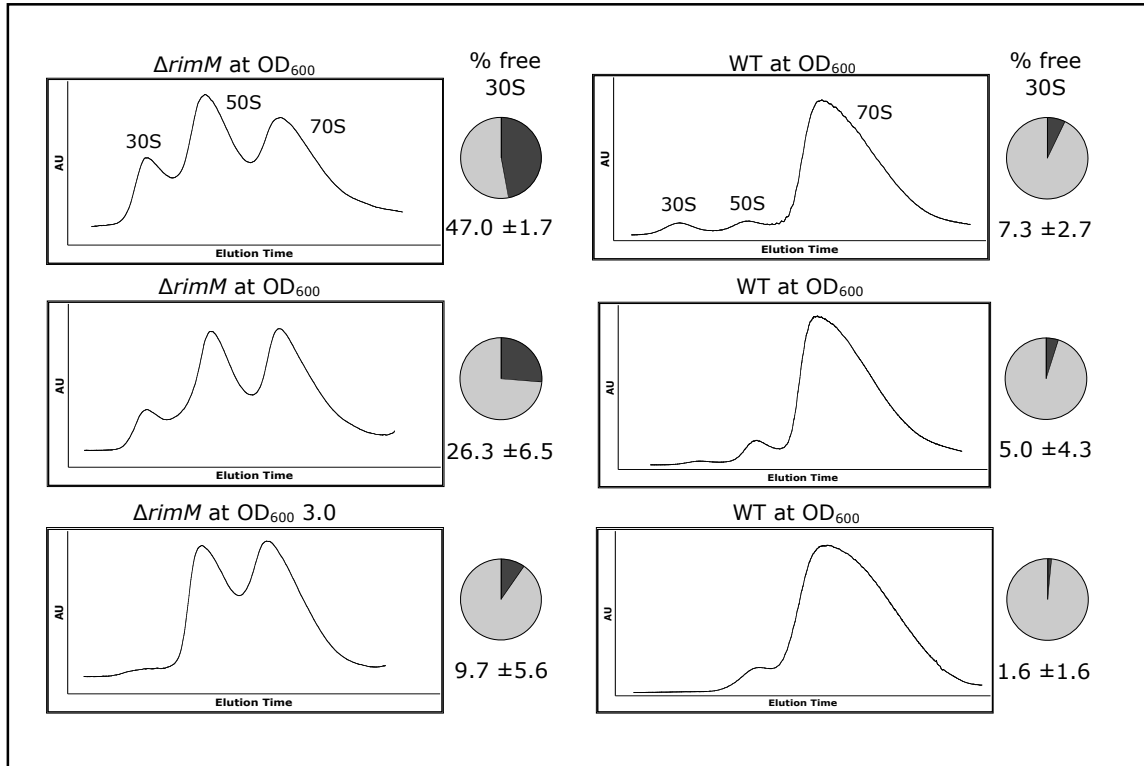 ΔrimM at OD₆₀₀
% free
30S
30S
50S
70S
AU
Elution Time
47.0 ±1.7
WT at OD₆₀₀
% free
30S
30S
50S
70S
AU
Elution Time
7.3 ±2.7
ΔrimM at OD₆₀₀
AU
Elution Time
26.3 ±6.5
WT at OD₆₀₀
AU
Elution Time
5.0 ±4.3
ΔrimM at OD₆₀₀ 3.0
AU
Elution Time
9.7 ±5.6
WT at OD₆₀₀
AU
Elution Time
1.6 ±1.6